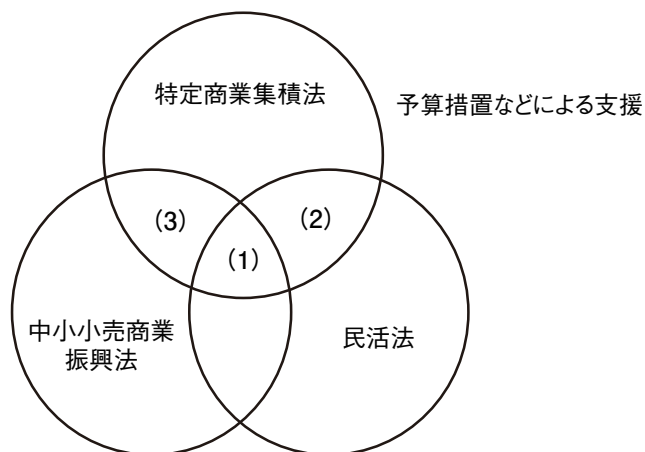 特定商業集積法
予算措置などによる支援
(3)
(2)
(1)
中小小売商業
振興法
民活法